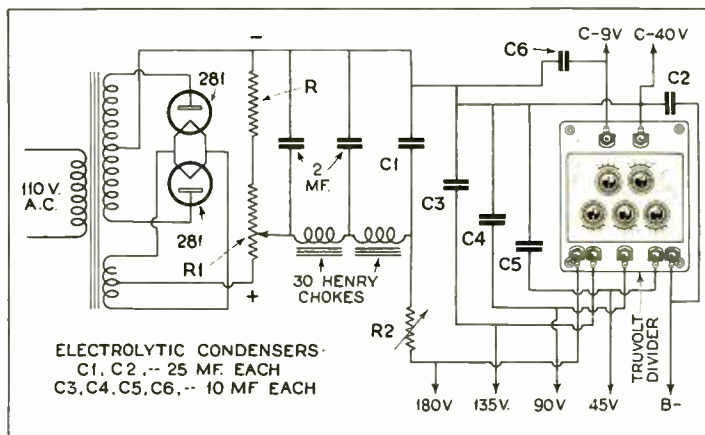 −
C6
C-9V
C-40V
C2
281
R
110 V.
A.C.
2
MF.
C1
C3
C4
C5
281
R1
+
30 HENRY
CHOKES
R2
TRUVOLT
DIVIDER
ELECTROLYTIC CONDENSERS-
C1, C2, -- 25 MF. EACH
C3, C4, C5, C6, -- 10 MF. EACH
180V
135V.
90V
45V
B-